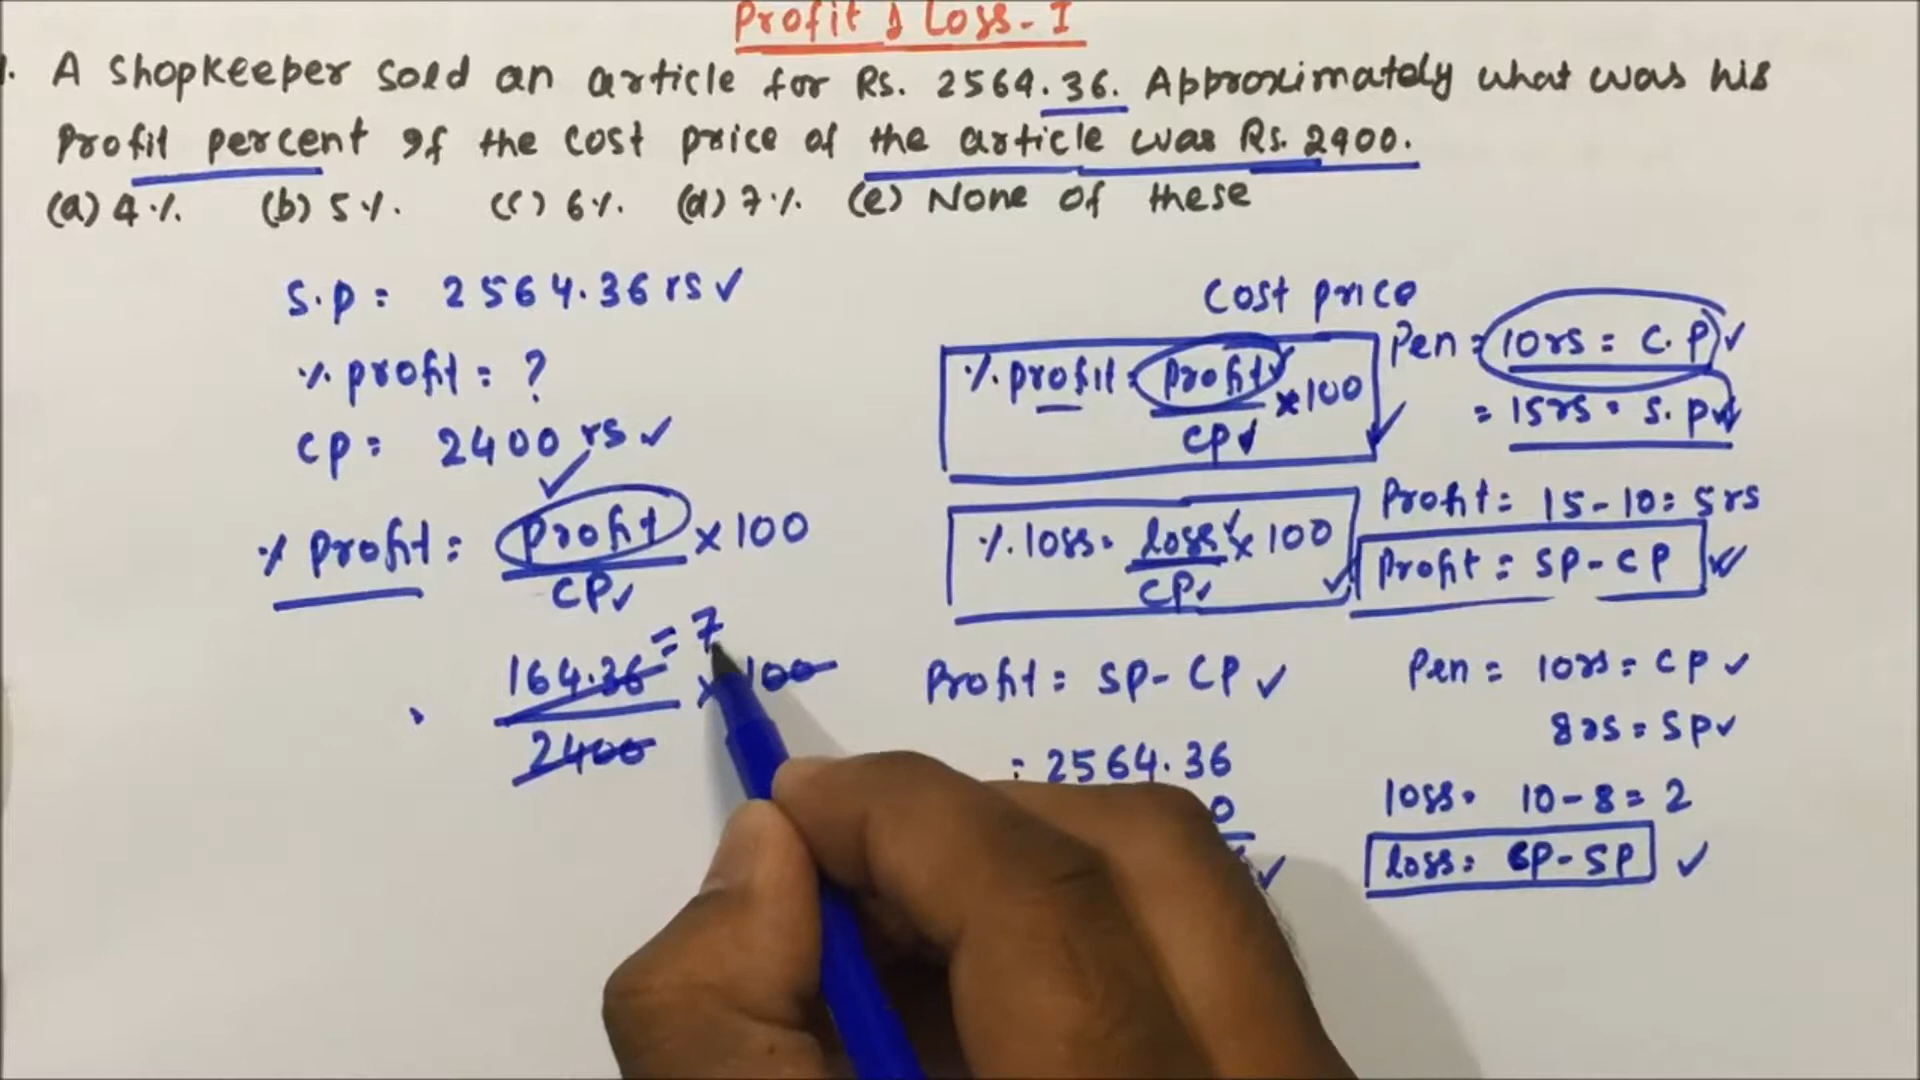 Profit & Loss-I
1. A shopkeeper sold an article for Rs. 2564.36. Approximately what was his
Profit percent If the cost price of the article was Rs. 2400.
(a) 4% (b) 5% (c) 6% (d) 7% (e) None of these
S.P = 2564.36 rs ✓
% profit = ?
CP = 2400 rs ✓
% profit = profit × 100
CP ✓
164.36 = 7
× 100
2400
Cost price
Pen = 10rs = C.P ✓
= 15rs = S.P ✓
% profit = profit × 100
CP ✓
Profit = 15 - 10 = 5 rs
% loss = loss × 100
CP ✓
Profit = SP - CP ✓
Profit = SP - CP ✓
= 2564.36
0
Pen = 10rs = CP ✓
8rs = SP ✓
loss = 10 - 8 = 2
loss = CP - SP ✓